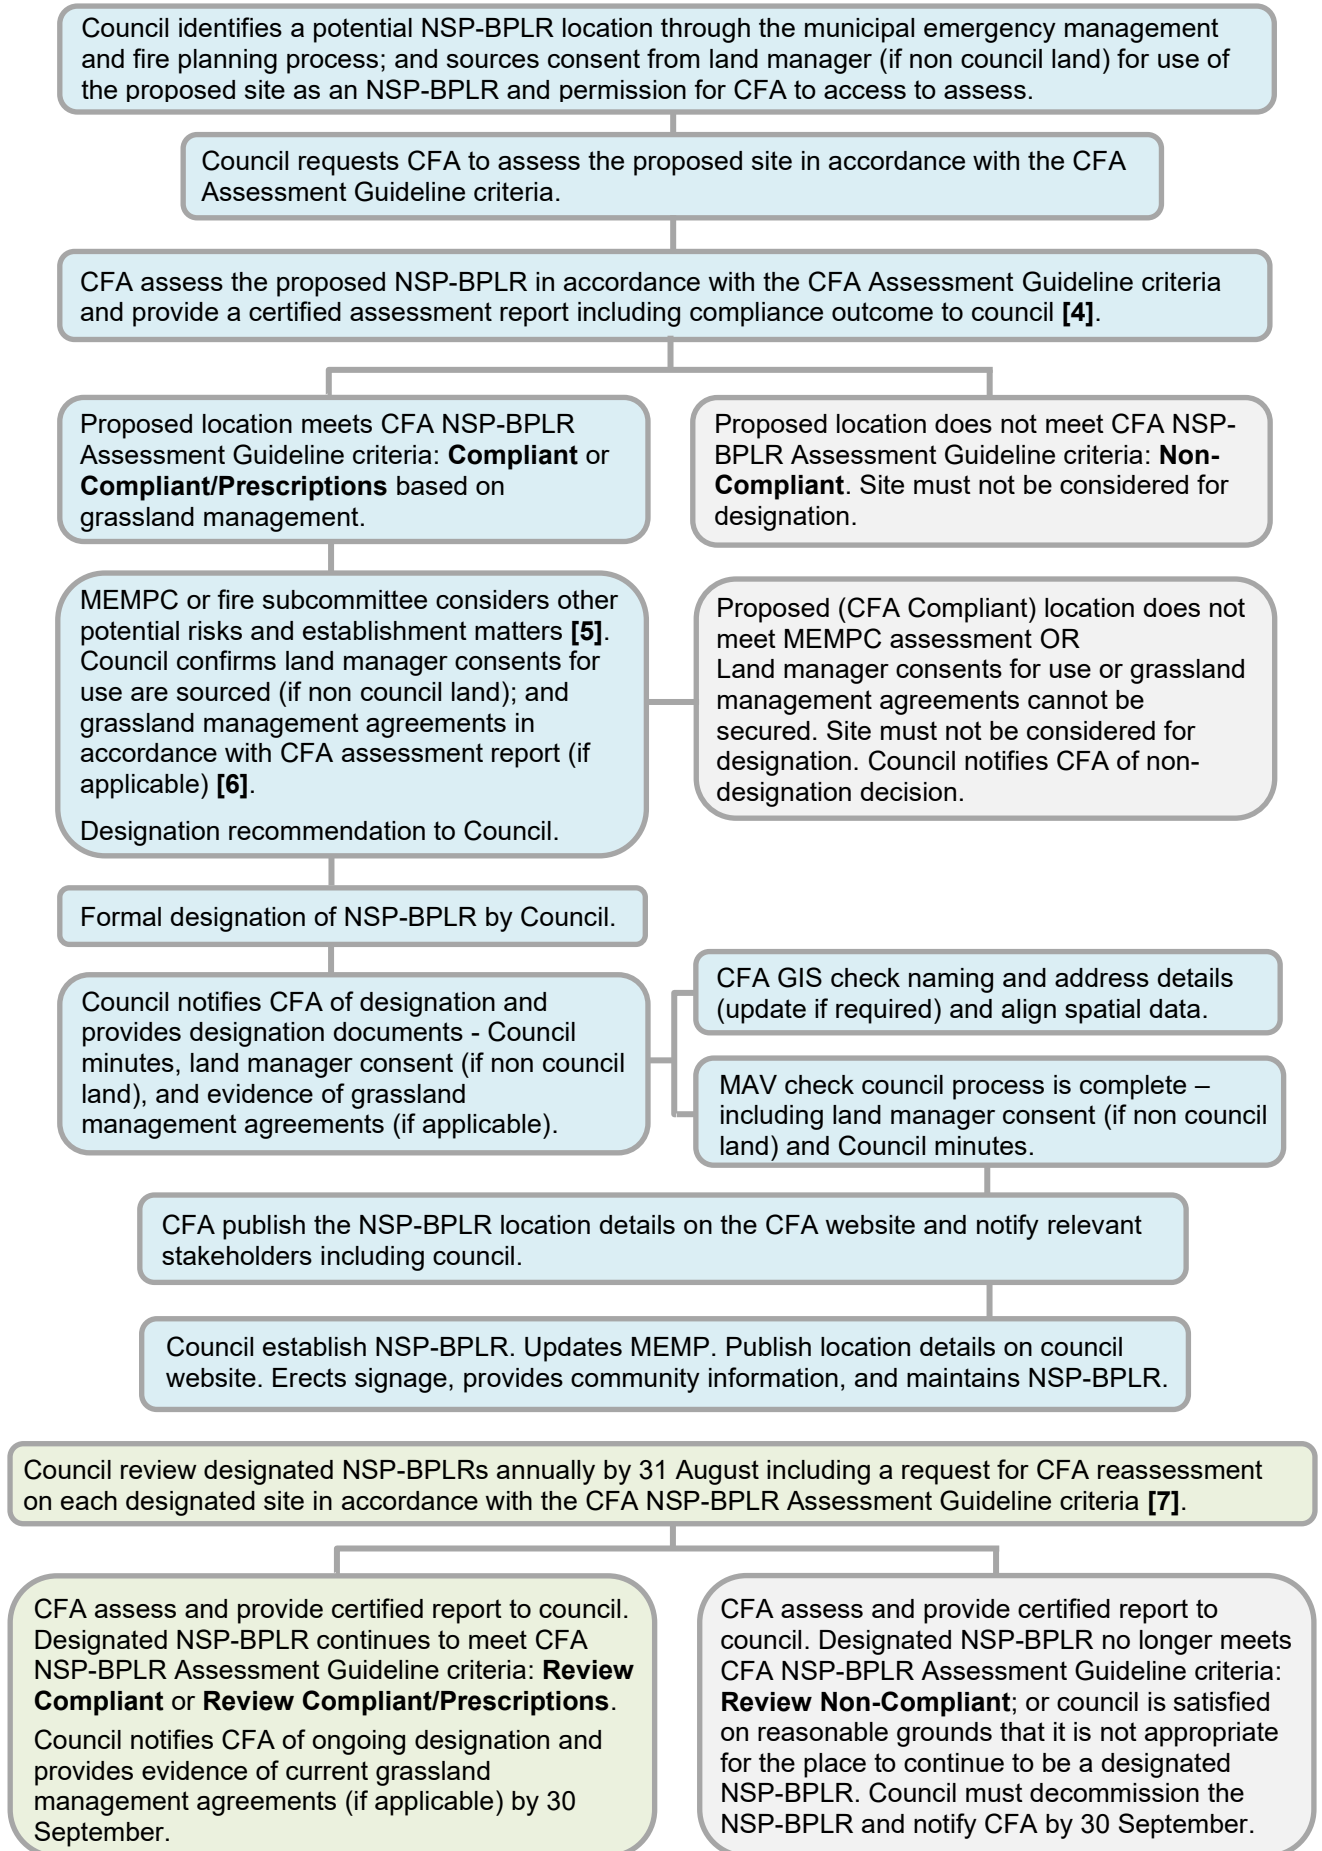 Council identifies a potential NSP-BPLR location through the municipal emergency management
and fire planning process; and sources consent from land manager (if non council land) for use of
the proposed site as an NSP-BPLR and permission for CFA to access to assess.
Council requests CFA to assess the proposed site in accordance with the CFA
Assessment Guideline criteria.
CFA assess the proposed NSP-BPLR in accordance with the CFA Assessment Guideline criteria
and provide a certified assessment report including compliance outcome to council [4].
Proposed location meets CFA NSP-BPLR
Assessment Guideline criteria: Compliant or
Compliant/Prescriptions based on
grassland management.
Proposed location does not meet CFA NSP-
BPLR Assessment Guideline criteria: Non-
Compliant. Site must not be considered for
designation.
MEMPC or fire subcommittee considers other
potential risks and establishment matters [5].
Council confirms land manager consents for
use are sourced (if non council land); and
grassland management agreements in
accordance with CFA assessment report (if
applicable) [6].
Designation recommendation to Council.
Proposed (CFA Compliant) location does not
meet MEMPC assessment OR
Land manager consents for use or grassland
management agreements cannot be
secured. Site must not be considered for
designation. Council notifies CFA of non-
designation decision.
Formal designation of NSP-BPLR by Council.
Council notifies CFA of designation and
provides designation documents - Council
minutes, land manager consent (if non council
land), and evidence of grassland
management agreements (if applicable).
CFA GIS check naming and address details
(update if required) and align spatial data.
MAV check council process is complete –
including land manager consent (if non council
land) and Council minutes.
CFA publish the NSP-BPLR location details on the CFA website and notify relevant
stakeholders including council.
Council establish NSP-BPLR. Updates MEMP. Publish location details on council
website. Erects signage, provides community information, and maintains NSP-BPLR.
Council review designated NSP-BPLRs annually by 31 August including a request for CFA reassessment
on each designated site in accordance with the CFA NSP-BPLR Assessment Guideline criteria [7].
CFA assess and provide certified report to council.
Designated NSP-BPLR continues to meet CFA
NSP-BPLR Assessment Guideline criteria: Review
Compliant or Review Compliant/Prescriptions.
Council notifies CFA of ongoing designation and
provides evidence of current grassland
management agreements (if applicable) by 30
September.
CFA assess and provide certified report to
council. Designated NSP-BPLR no longer meets
CFA NSP-BPLR Assessment Guideline criteria:
Review Non-Compliant; or council is satisfied
on reasonable grounds that it is not appropriate
for the place to continue to be a designated
NSP-BPLR. Council must decommission the
NSP-BPLR and notify CFA by 30 September.